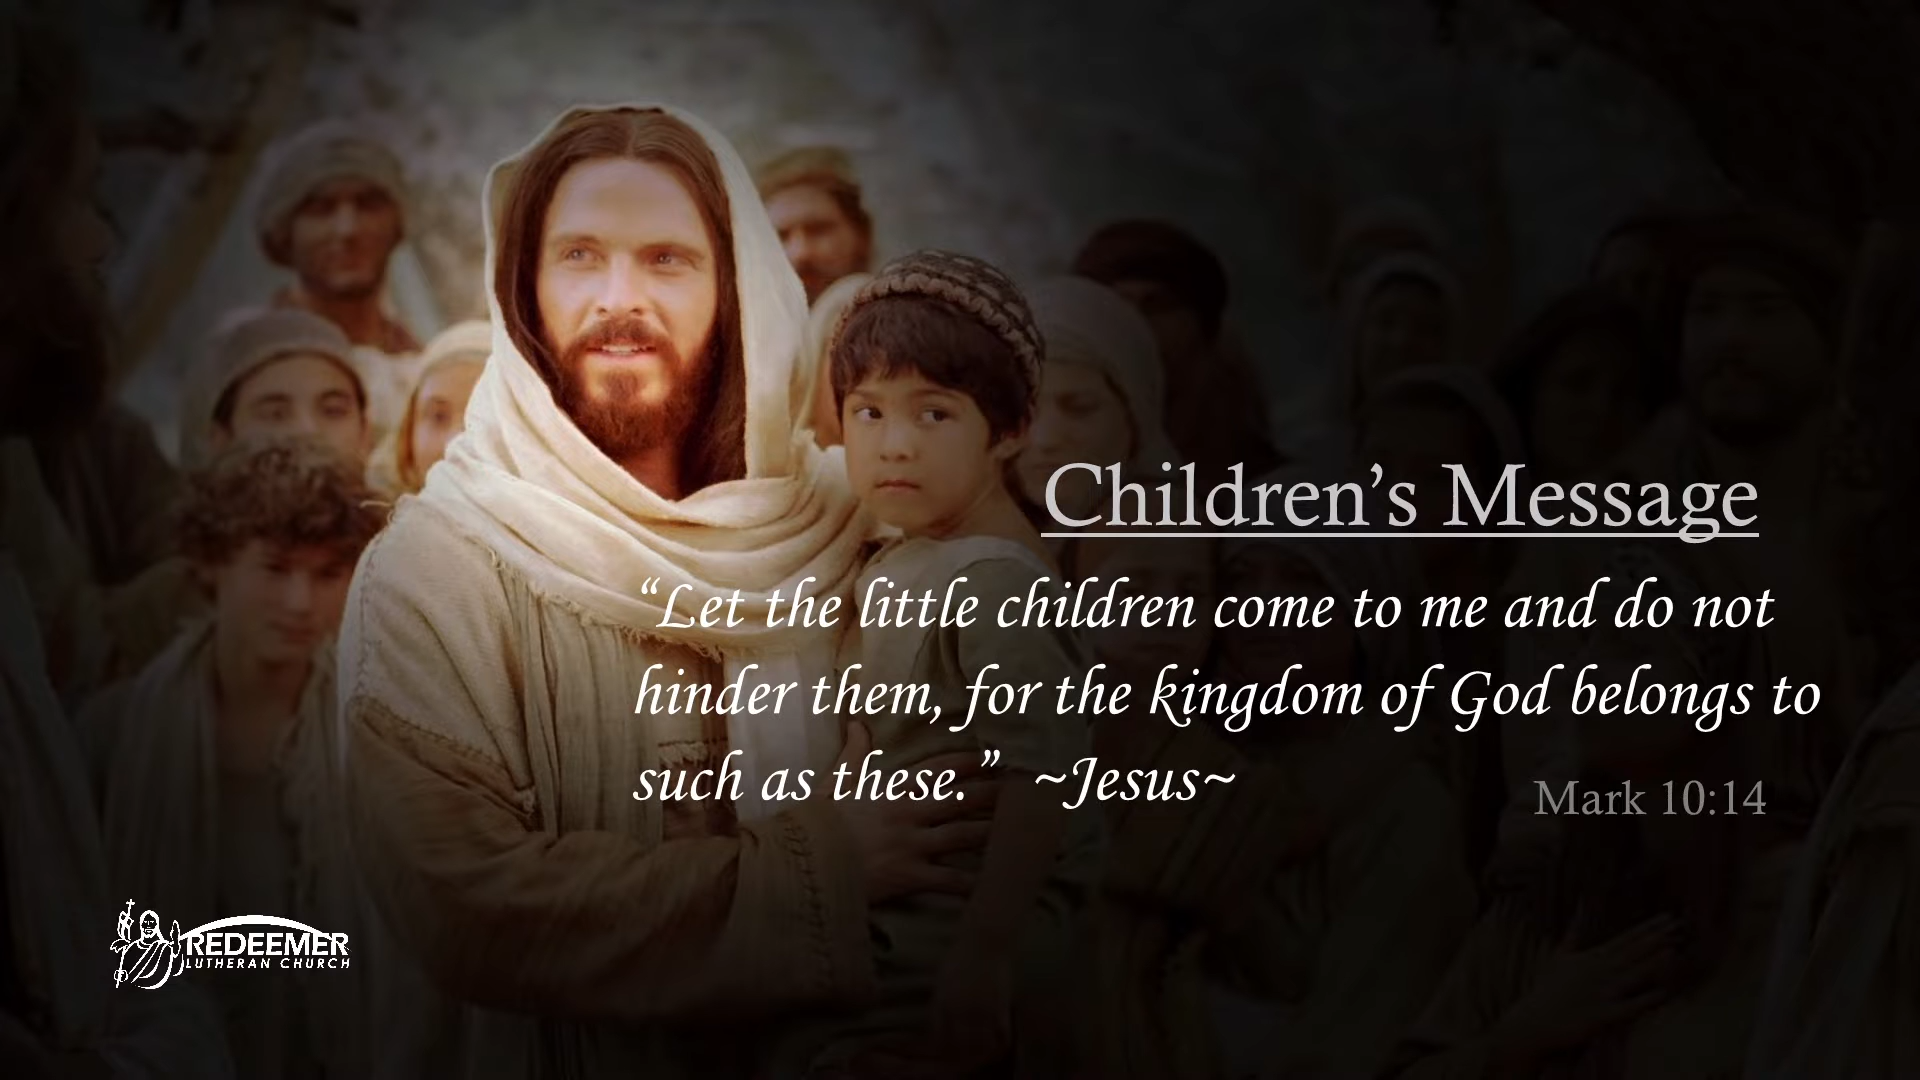 Children’s Message
“Let the little children come to me and do not
hinder them, for the kingdom of God belongs to
such as these.” ~Jesus~
Mark 10:14
REDEEMER
LUTHERAN CHURCH